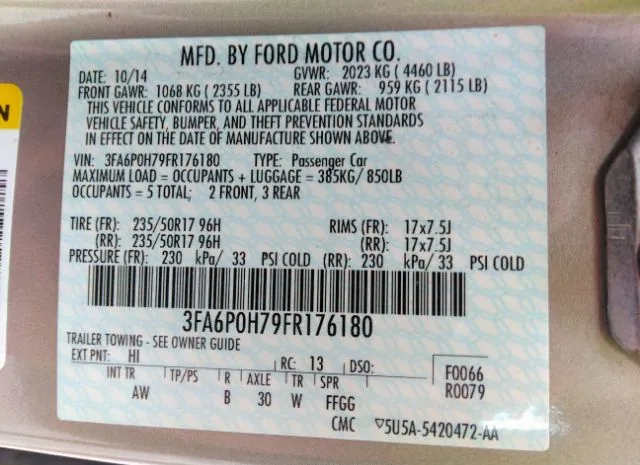 MFD. BY FORD MOTOR CO.
DATE: 10/14 GVWR: 2023 KG ( 4460 LB)
FRONT GAWR: 1068 KG ( 2355 LB) REAR GAWR: 959 KG ( 2115 LB)
THIS VEHICLE CONFORMS TO ALL APPLICABLE FEDERAL MOTOR
VEHICLE SAFETY, BUMPER, AND THEFT PREVENTION STANDARDS
IN EFFECT ON THE DATE OF MANUFACTURE SHOWN ABOVE.
VIN: 3FA6P0H79FR176180 TYPE: Passenger Car
MAXIMUM LOAD = OCCUPANTS + LUGGAGE = 385KG/ 850LB
OCCUPANTS = 5 TOTAL; 2 FRONT, 3 REAR
TIRE (FR): 235/50R17 96H RIMS (FR): 17x7.5J
(RR): 235/50R17 96H (RR): 17x7.5J
PRESSURE (FR): 230 kPa/ 33 PSI COLD (RR): 230 kPa/ 33 PSI COLD
3FA6P0H79FR176180
TRAILER TOWING - SEE OWNER GUIDE
EXT PNT: HI RC: 13 DSO: F0066
R0079
INT TR TP/PS R AXLE TR SPR
AW B 30 W FFGG
CMC ▽5U5A-5420472-AA